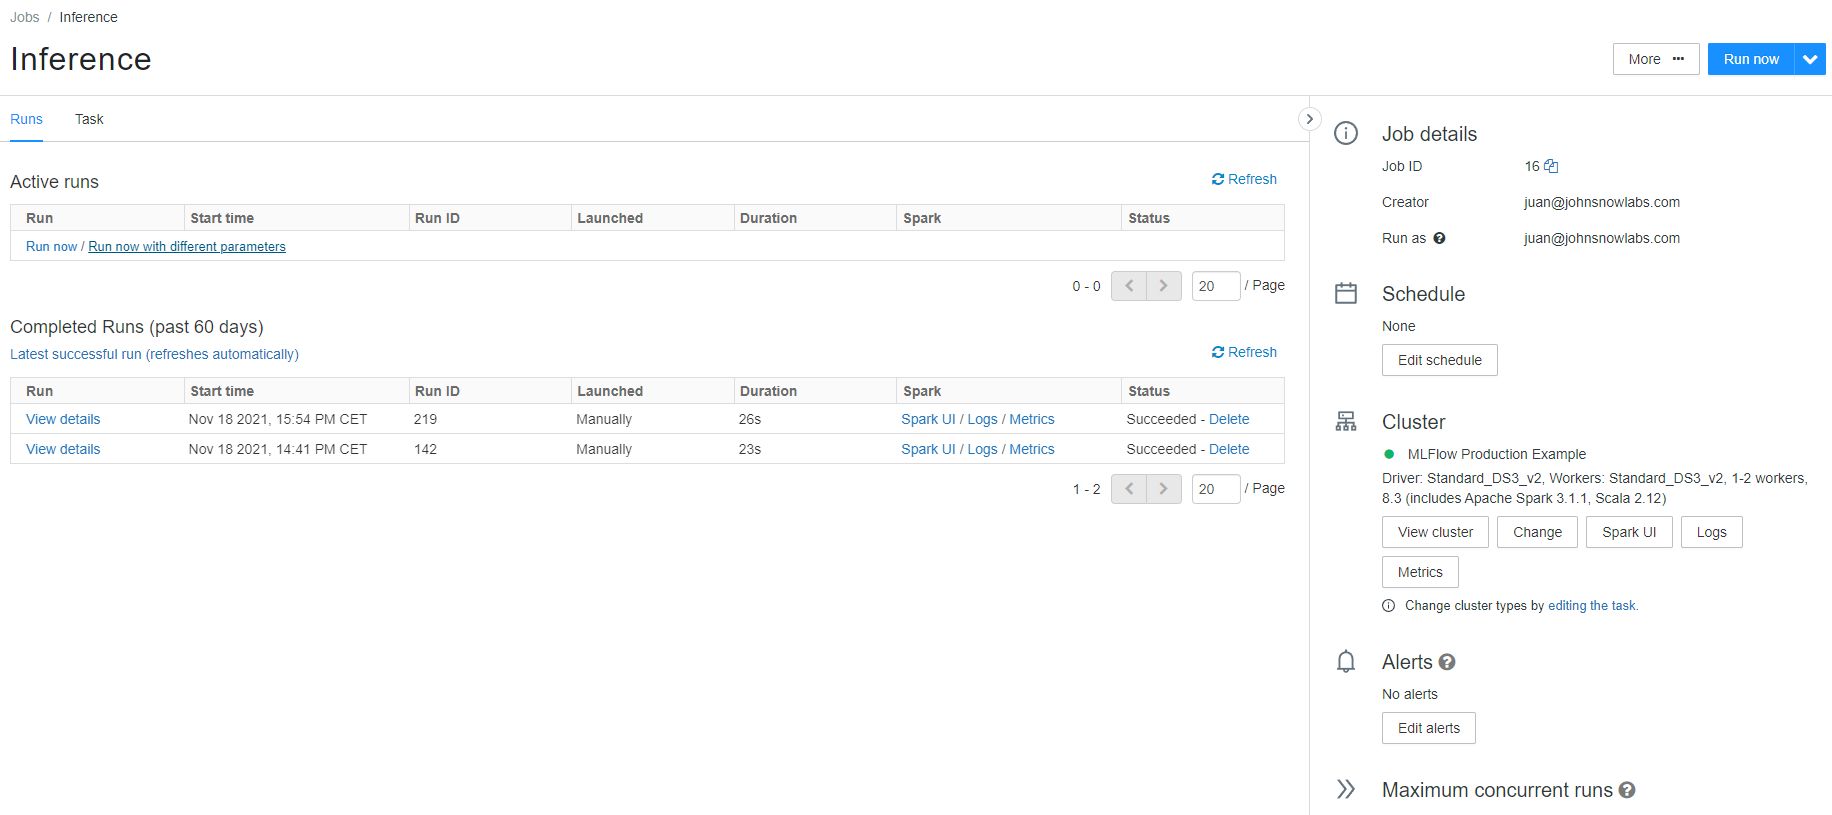 Jobs / Inference
Inference
More ···
Run now
Runs Task
Active runs
Refresh
Run Start time Run ID Launched Duration Spark Status
Run now / Run now with different parameters
0 - 0 20 / Page
Completed Runs (past 60 days)
Latest successful run (refreshes automatically)
Refresh
Run Start time Run ID Launched Duration Spark Status
View details Nov 18 2021, 15:54 PM CET 219 Manually 26s Spark UI / Logs / Metrics Succeeded - Delete
View details Nov 18 2021, 14:41 PM CET 142 Manually 23s Spark UI / Logs / Metrics Succeeded - Delete
1 - 2 20 / Page
Job details
Job ID 16
Creator juan@johnsnowlabs.com
Run as ? juan@johnsnowlabs.com
Schedule
None
Edit schedule
Cluster
MLFlow Production Example
Driver: Standard_DS3_v2, Workers: Standard_DS3_v2, 1-2 workers,
8.3 (includes Apache Spark 3.1.1, Scala 2.12)
View cluster Change Spark UI Logs
Metrics
Change cluster types by editing the task.
Alerts ?
No alerts
Edit alerts
Maximum concurrent runs ?